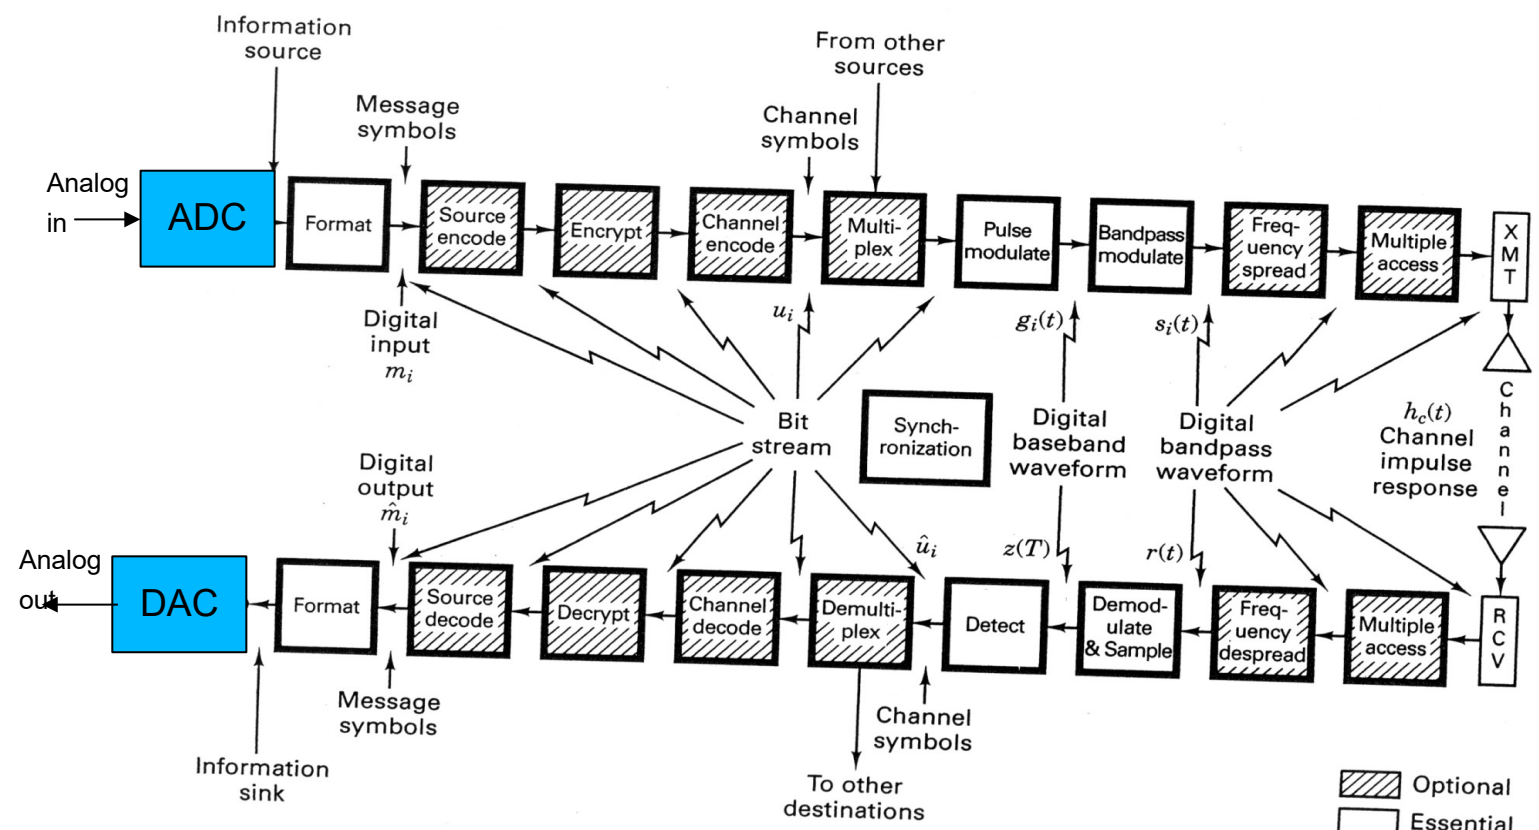 Information
source
From other
sources
Message
symbols
Channel
symbols
Analog
in
ADC
Format
Source
encode
Encrypt
Channel
encode
Multi-
plex
Pulse
modulate
Bandpass
modulate
Freq-
uency
spread
Multiple
access
X
M
T
Digital
input
m_i
u_i
g_i(t)
s_i(t)
Bit
stream
Synch-
ronization
Digital
baseband
waveform
Digital
bandpass
waveform
h_c(t)
Channel
impulse
response
C
h
a
n
n
e
l
Digital
output
m̂_i
û_i
z(T)
r(t)
Analog
out
DAC
Format
Source
decode
Decrypt
Channel
decode
Demulti-
plex
Detect
Demod-
ulate
& Sample
Freq-
uency
despread
Multiple
access
R
C
V
Message
symbols
Channel
symbols
Information
sink
To other
destinations
Optional
Essential